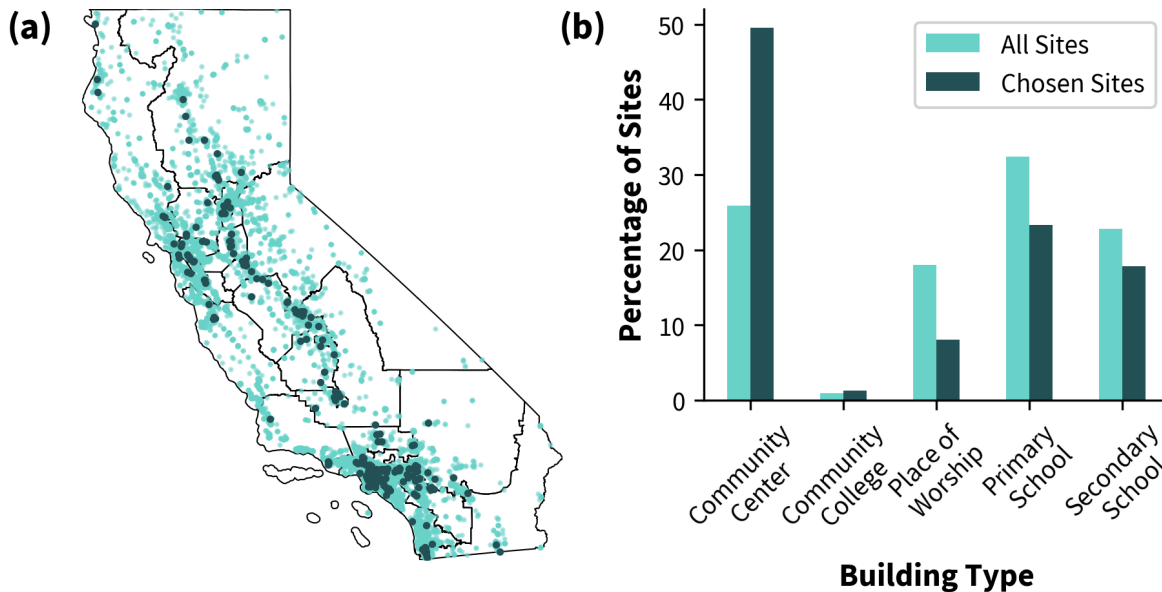 (a)
(b)
Percentage of Sites
50
40
30
20
10
0
All Sites
Chosen Sites
Community
Center
Community
College
Place of
Worship
Primary
School
Secondary
School
Building Type